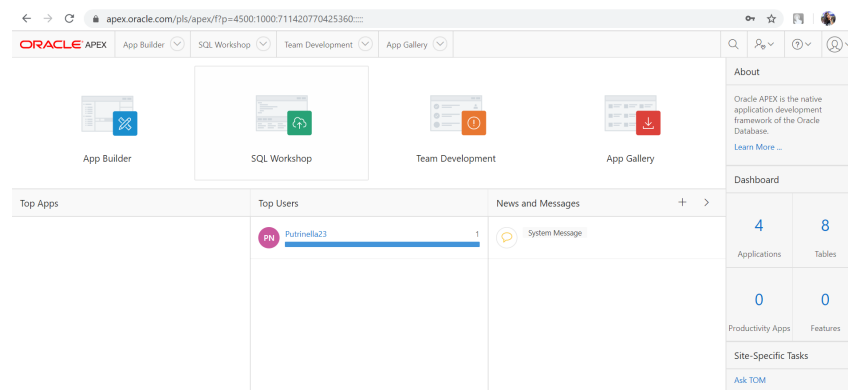 apex.oracle.com/pls/apex/f?p=4500:1000:711420770425360:::::
ORACLE APEX App Builder SQL Workshop Team Development App Gallery
App Builder SQL Workshop Team Development App Gallery
Top Apps
Top Users
PN Putrinella23 1
News and Messages
System Message
About
Oracle APEX is the native
application development
framework of the Oracle
Database.
Learn More ...
Dashboard
4 8
Applications Tables
0 0
Productivity Apps Features
Site-Specific Tasks
Ask TOM